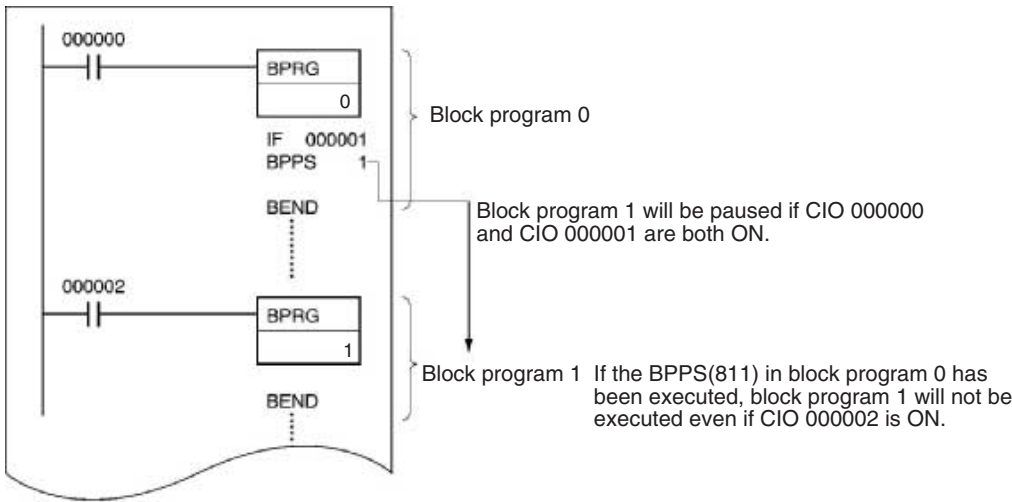 000000
BPRG
0
Block program 0
IF 000001
BPPS 1
BEND
Block program 1 will be paused if CIO 000000
and CIO 000001 are both ON.
000002
BPRG
1
Block program 1
If the BPPS(811) in block program 0 has
been executed, block program 1 will not be
executed even if CIO 000002 is ON.
BEND